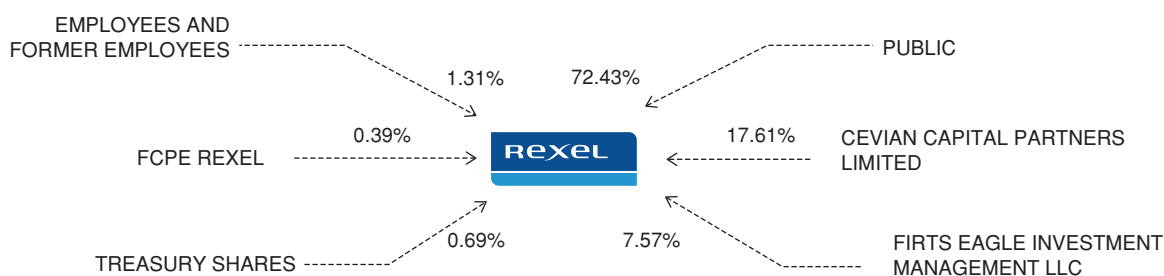 EMPLOYEES AND
FORMER EMPLOYEES
PUBLIC
1.31%
72.43%
FCPE REXEL
0.39%
REXEL
17.61%
CEVIAN CAPITAL PARTNERS
LIMITED
TREASURY SHARES
0.69%
7.57%
FIRTS EAGLE INVESTMENT
MANAGEMENT LLC